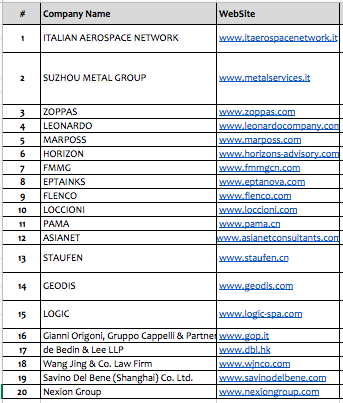 # Company Name WebSite
1 ITALIAN AEROSPACE NETWORK www.itaerospacenetwork.it
2 SUZHOU METAL GROUP www.metalservices.it
3 ZOPPAS www.zoppas.com
4 LEONARDO www.leonardocompany.com
5 MARPOSS www.marposs.com
6 HORIZON www.horizons-advisory.com
7 FMMG www.fmmgcn.com
8 EPTAINKS www.eptanova.com
9 FLENCO www.flenco.com
10 LOCCIONI www.loccioni.com
11 PAMA www.pama.cn
12 ASIANET www.asianetconsultants.com
13 STAUFEN www.staufen.cn
14 GEODIS www.geodis.com
15 LOGIC www.logic-spa.com
16 Gianni Origoni, Gruppo Cappelli & Partner www.gop.it
17 de Bedin & Lee LLP www.dbl.hk
18 Wang Jing & Co. Law Firm www.wjnco.com
19 Savino Del Bene (Shanghai) Co. Ltd. www.savinodelbene.com
20 Nexion Group www.nexiongroup.com